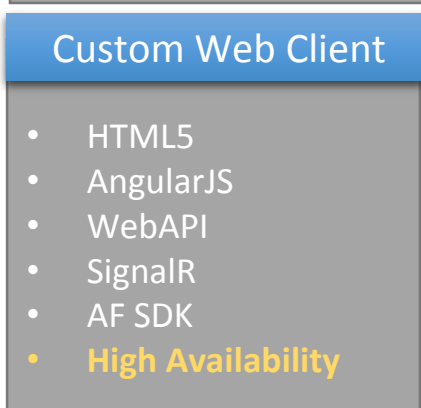 Custom Web Client
• HTML5
• AngularJS
• WebAPI
• SignalR
• AF SDK
• High Availability